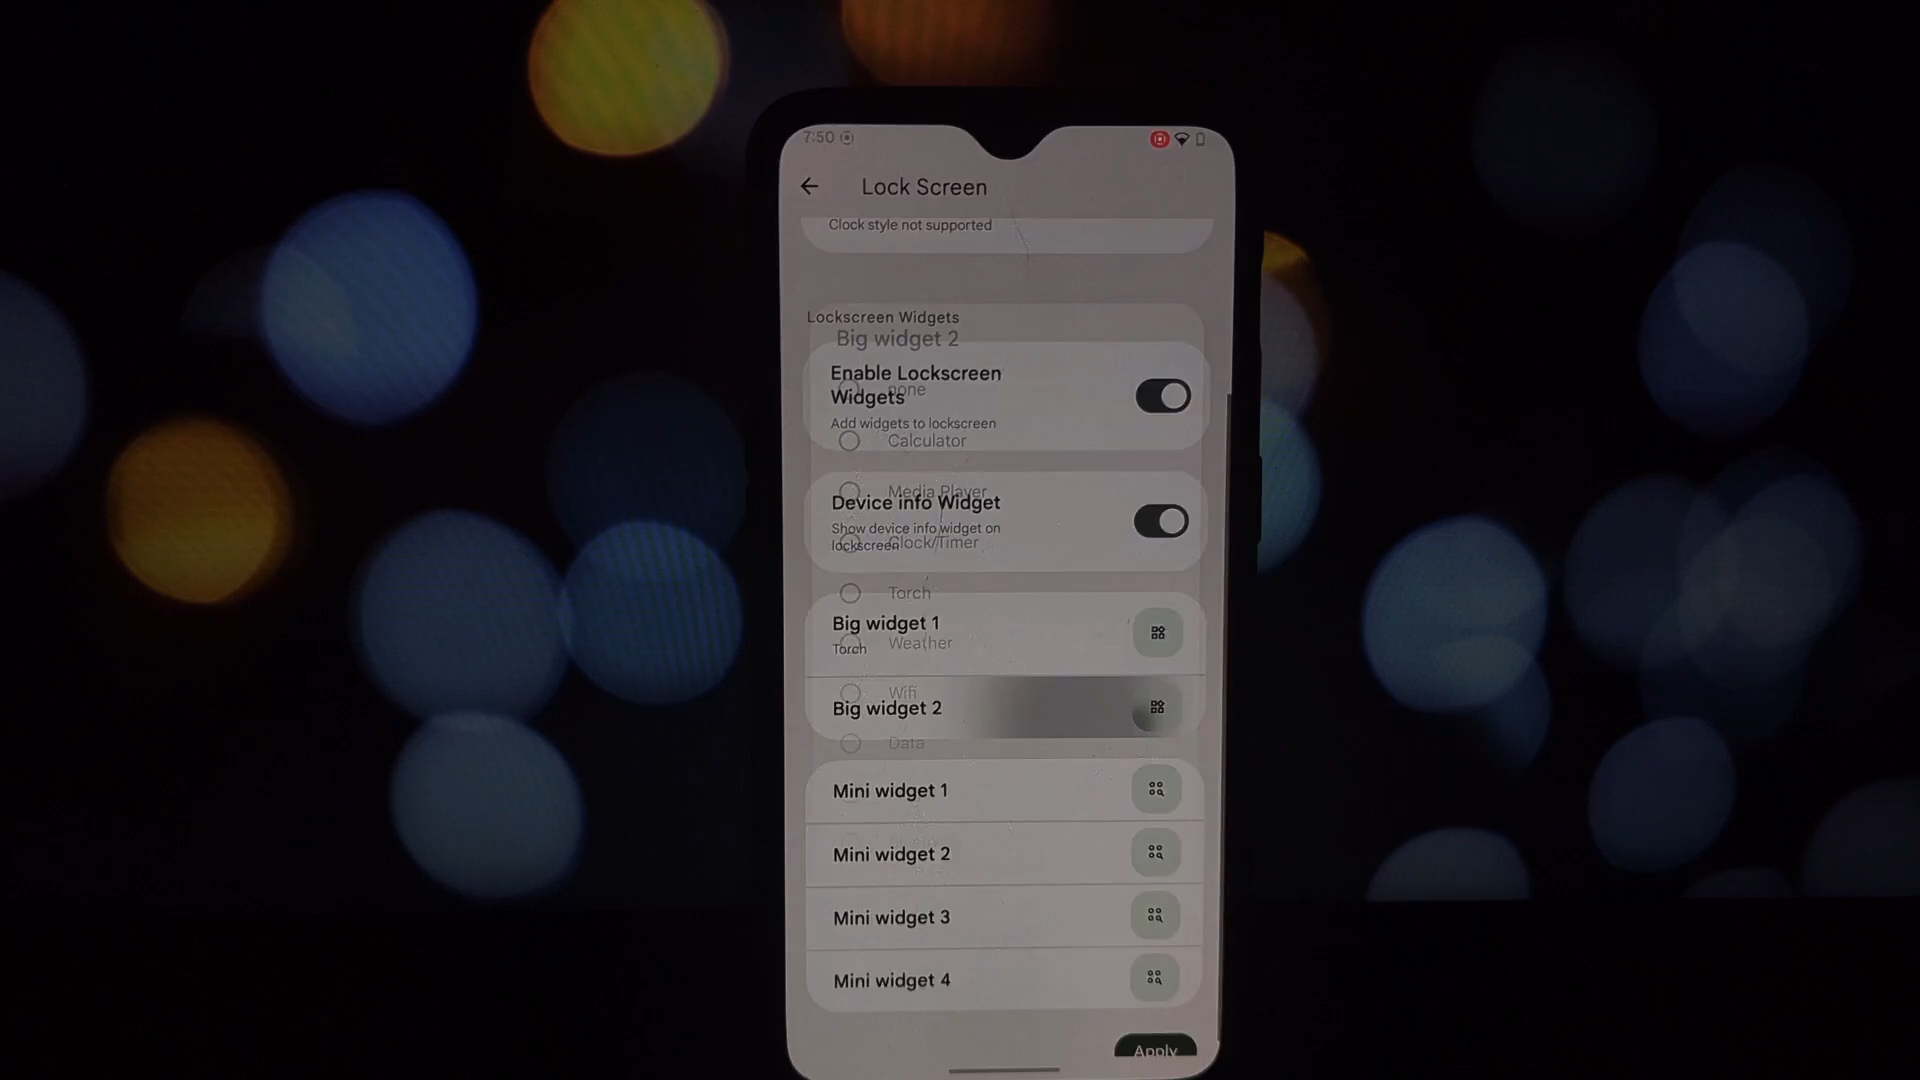 7:50
Lock Screen
Clock style not supported
Lockscreen Widgets
Big widget 2
Enable Lockscreen
none
Widgets
Add widgets to lockscreen
Calculator
Media Player
Device info Widget
Show device info widget on
lockscreen
Clock/Timer
Torch
Big widget 1
Weather
Torch
Wifi
Big widget 2
Data
Mini widget 1
Mini widget 2
Mini widget 3
Mini widget 4
Apply